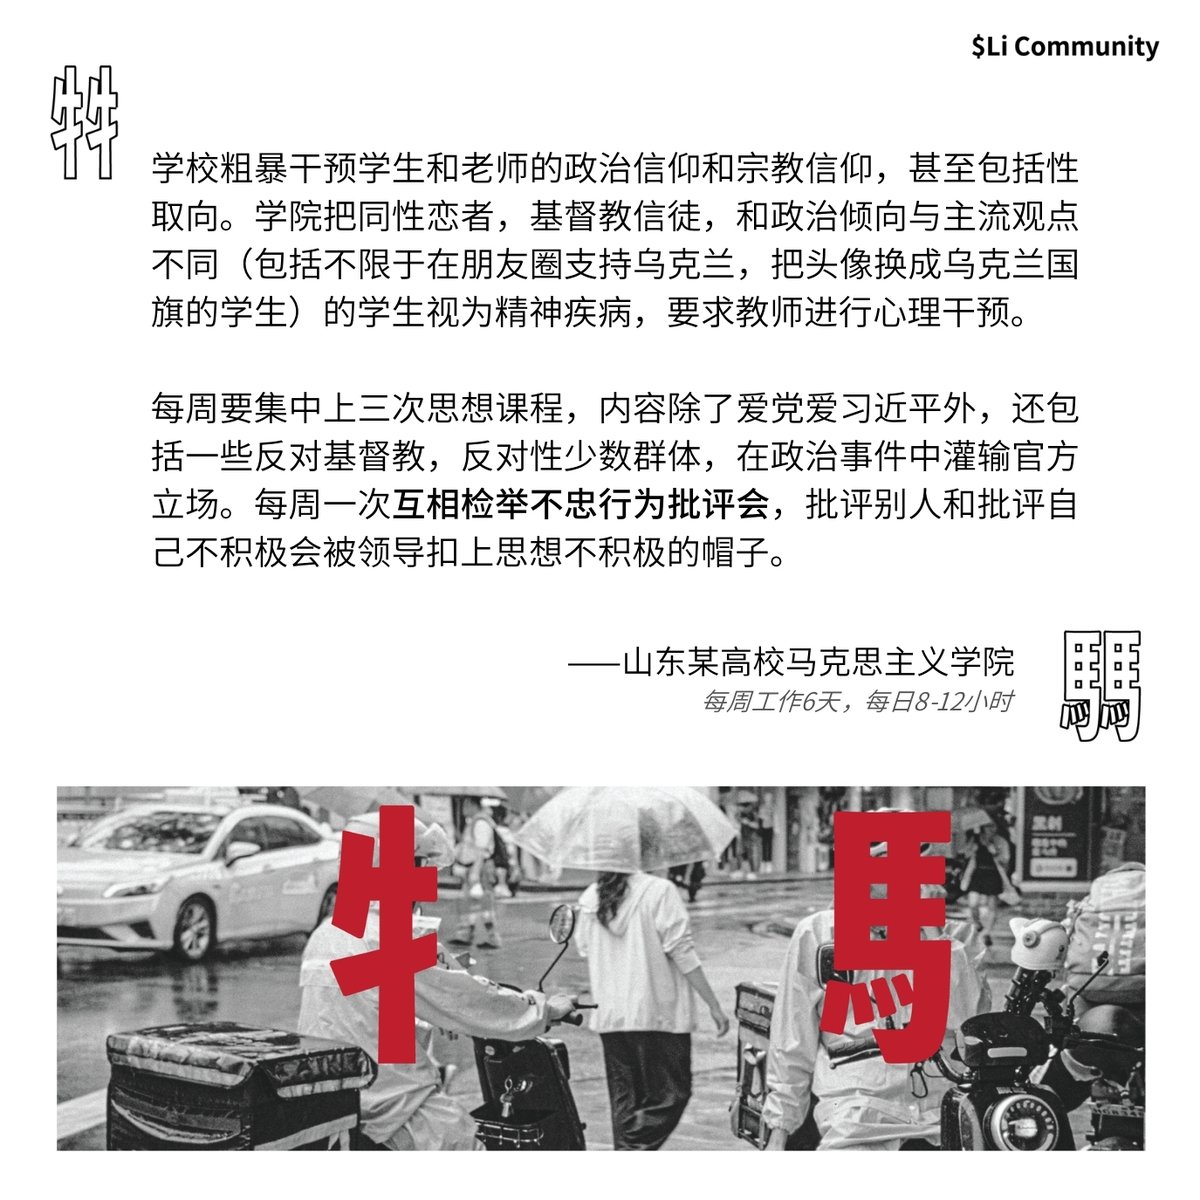 $Li Community
牛牛
学校粗暴干预学生和老师的政治信仰和宗教信仰，甚至包括性
取向。学院把同性恋者，基督教信徒，和政治倾向与主流观点
不同（包括不限于在朋友圈支持乌克兰，把头像换成乌克兰国
旗的学生）的学生视为精神疾病，要求教师进行心理干预。
每周要集中上三次思想课程，内容除了爱党爱习近平外，还包
括一些反对基督教，反对性少数群体，在政治事件中灌输官方
立场。每周一次互相检举不忠行为批评会，批评别人和批评自
己不积极会被领导扣上思想不积极的帽子。
——山东某高校马克思主义学院
每周工作6天，每日8-12小时
馬馬
牛 馬